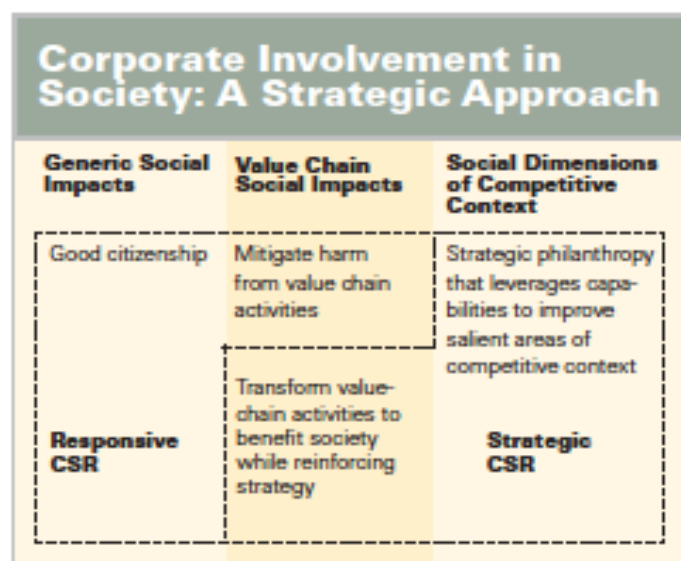 Corporate Involvement in
Society: A Strategic Approach
Generic Social
Impacts
Value Chain
Social Impacts
Social Dimensions
of Competitive
Context
Good citizenship
Mitigate harm
from value chain
activities
Strategic philanthropy
that leverages capa-
bilities to improve
salient areas of
competitive context
Transform value-
chain activities to
benefit society
while reinforcing
strategy
Responsive
CSR
Strategic
CSR